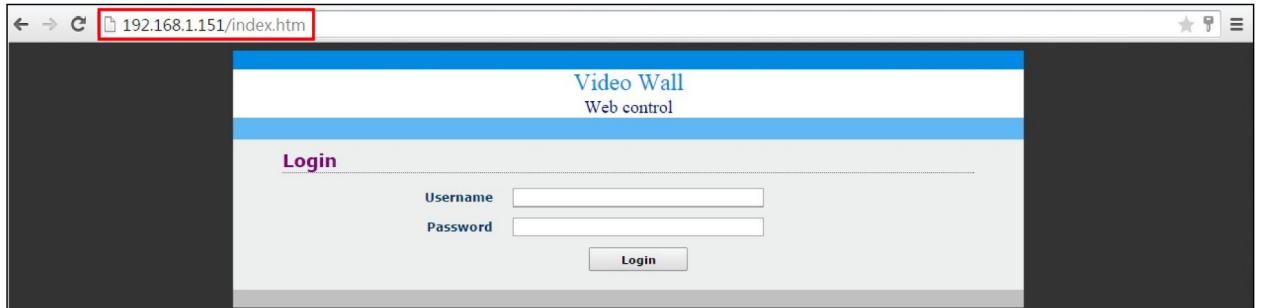 192.168.1.151/index.htm
Video Wall
Web control
Login
Username
Password
Login